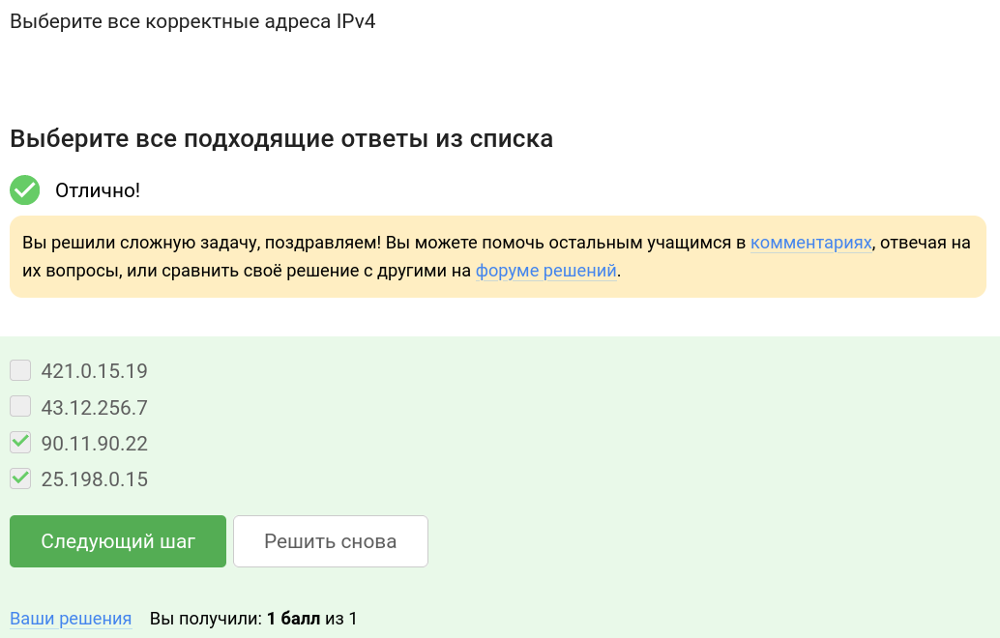 Выберите все корректные адреса IPv4
Выберите все подходящие ответы из списка
Отлично!
Вы решили сложную задачу, поздравляем! Вы можете помочь остальным учащимся в комментариях, отвечая на
их вопросы, или сравнить своё решение с другими на форуме решений.
421.0.15.19
43.12.256.7
90.11.90.22
25.198.0.15
Следующий шаг Решить снова
Ваши решения Вы получили: 1 балл из 1